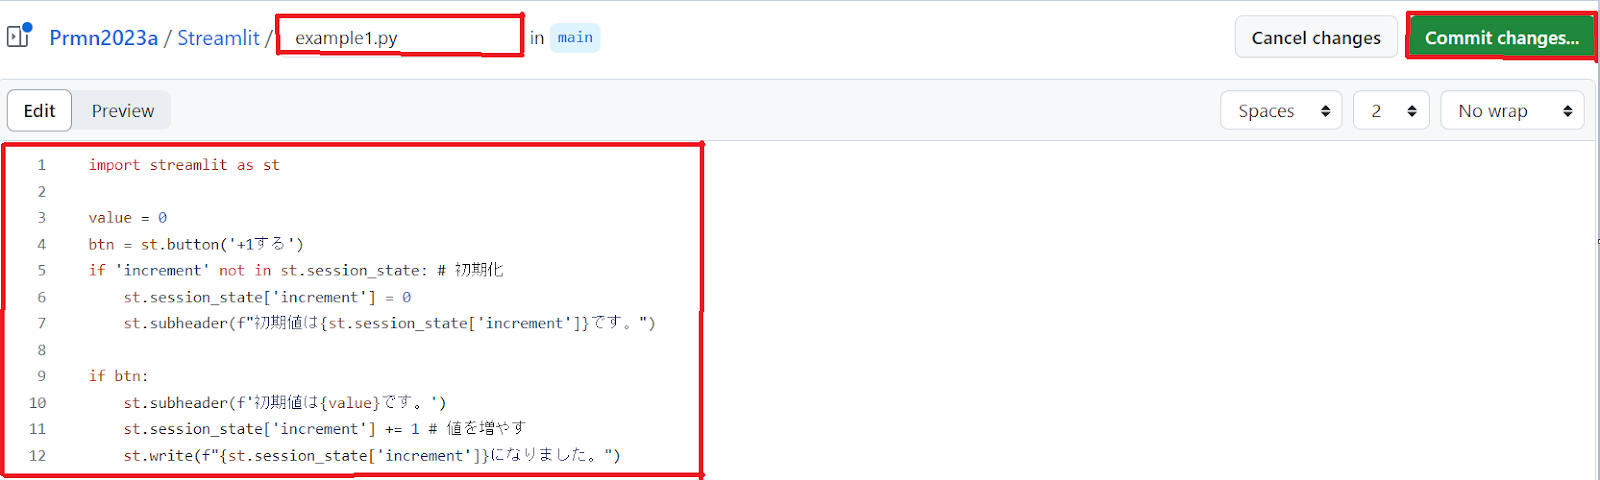 Prmn2023a / Streamlit / example1.py in main Cancel changes Commit changes...
Edit Preview Spaces 2 No wrap
1 import streamlit as st
2
3 value = 0
4 btn = st.button('+1する')
5 if 'increment' not in st.session_state: # 初期化
6     st.session_state['increment'] = 0
7     st.subheader(f"初期値は{st.session_state['increment']}です。")
8
9 if btn:
10     st.subheader(f'初期値は{value}です。')
11     st.session_state['increment'] += 1 # 値を増やす
12     st.write(f"{st.session_state['increment']}になりました。")